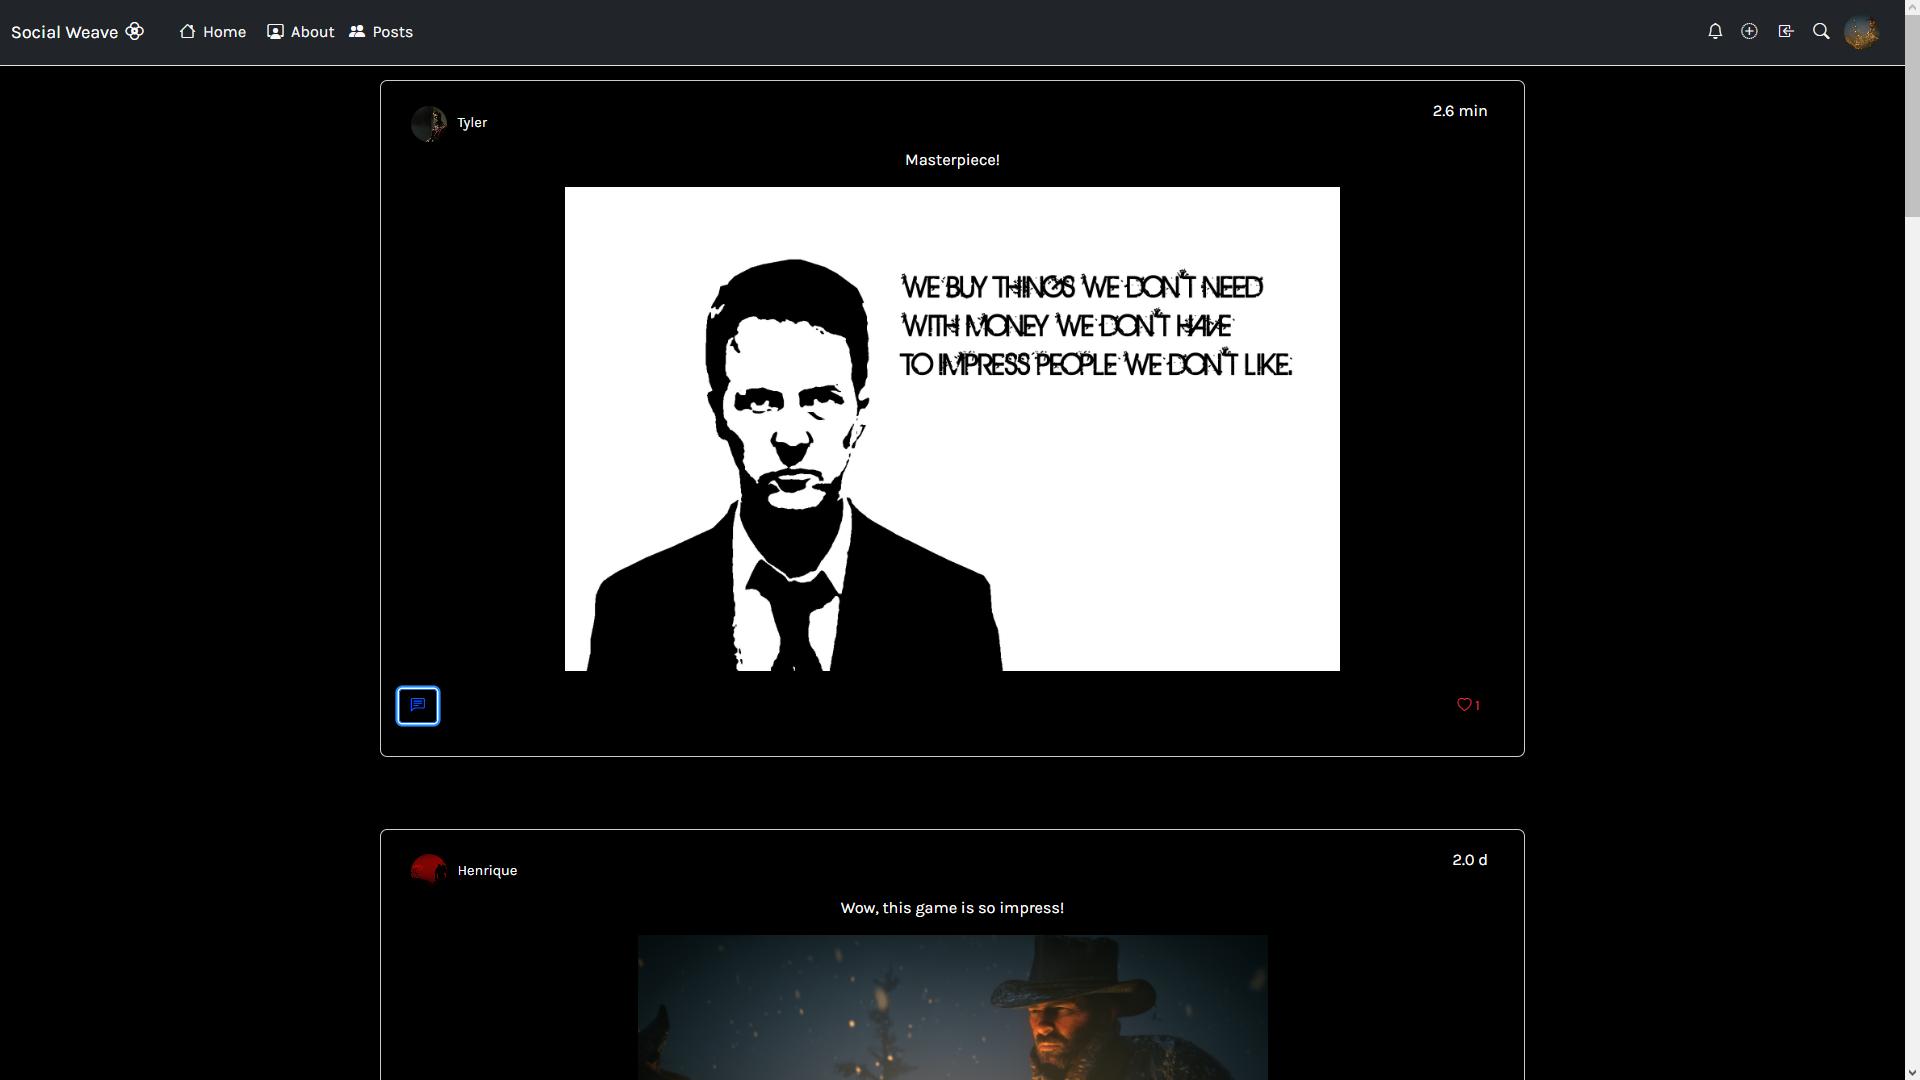 Social Weave
Home
About
Posts
Tyler
2.6 min
Masterpiece!
WE BUY THINGS WE DON'T NEED
WITH MONEY WE DON'T HAVE
TO IMPRESS PEOPLE WE DON'T LIKE.
1
Henrique
2.0 d
Wow, this game is so impress!